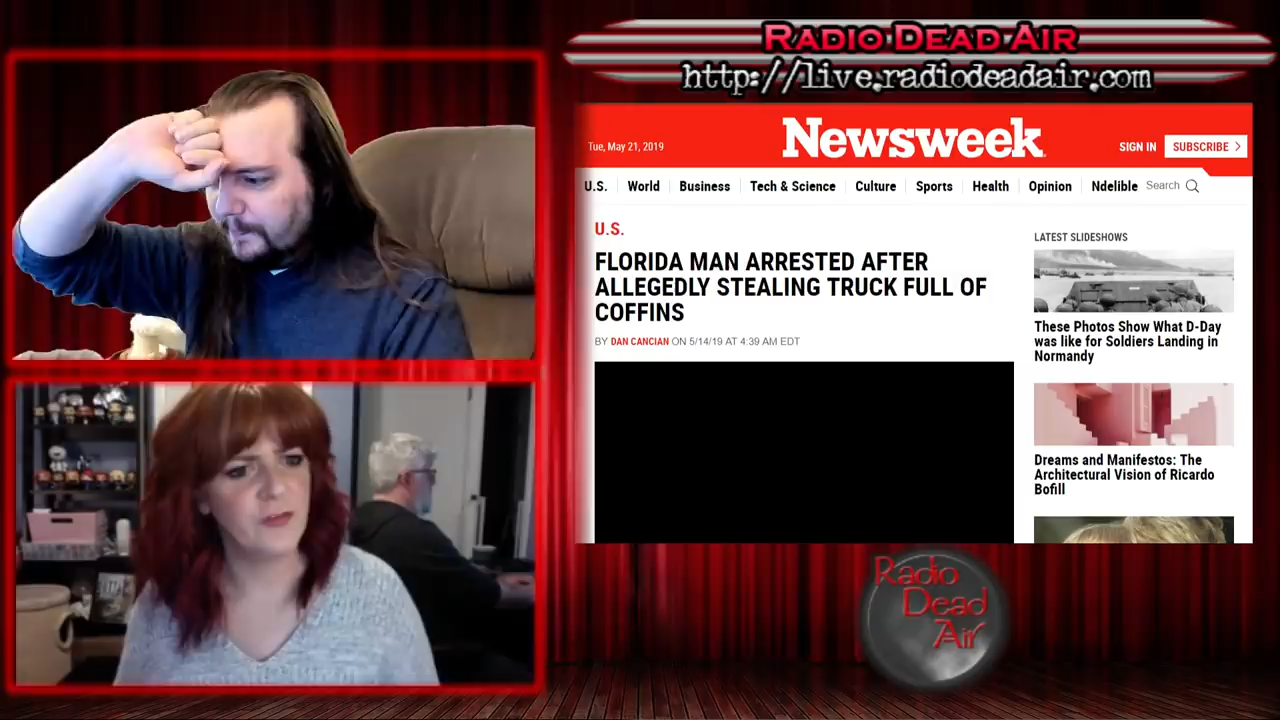 RADIO DEAD AIR
http://live.radiodeadair.com
Tue, May 21, 2019
Newsweek
SIGN IN
SUBSCRIBE
U.S.
World
Business
Tech & Science
Culture
Sports
Health
Opinion
Ndelible
Search
U.S.
FLORIDA MAN ARRESTED AFTER
ALLEGEDLY STEALING TRUCK FULL OF
COFFINS
BY DAN CANCIAN ON 5/14/19 AT 4:39 AM EDT
LATEST SLIDESHOWS
These Photos Show What D-Day
was like for Soldiers Landing in
Normandy
Dreams and Manifestos: The
Architectural Vision of Ricardo
Bofill
Radio
Dead
Air